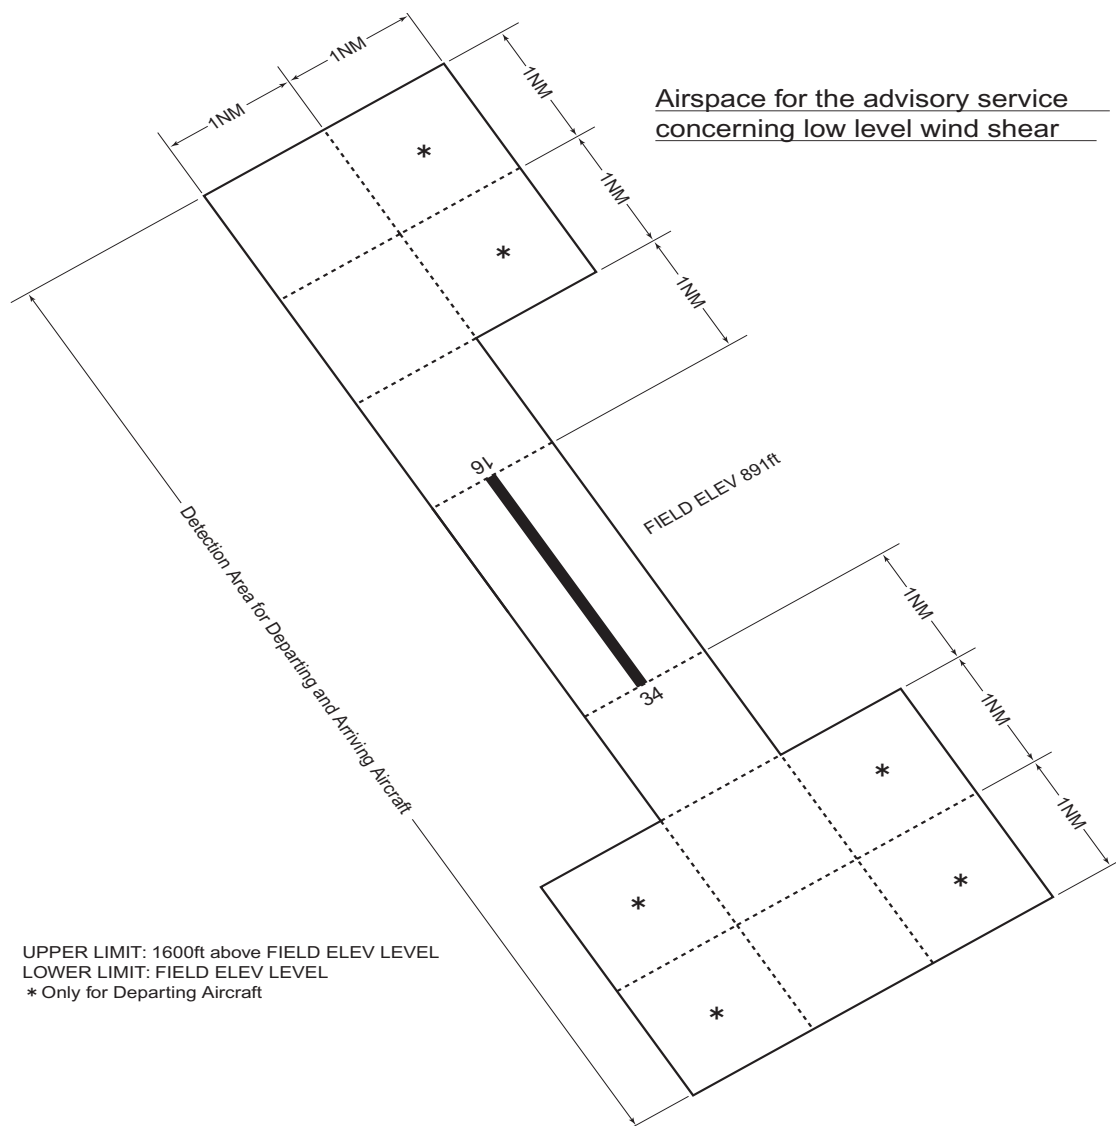 1NM
1NM
1NM
1NM
1NM
Airspace for the advisory service
concerning low level wind shear
*
*
16
FIELD ELEV 891ft
34
Detection Area for Departing and Arriving Aircraft
1NM
1NM
1NM
*
*
*
*
UPPER LIMIT: 1600ft above FIELD ELEV LEVEL
LOWER LIMIT: FIELD ELEV LEVEL
* Only for Departing Aircraft